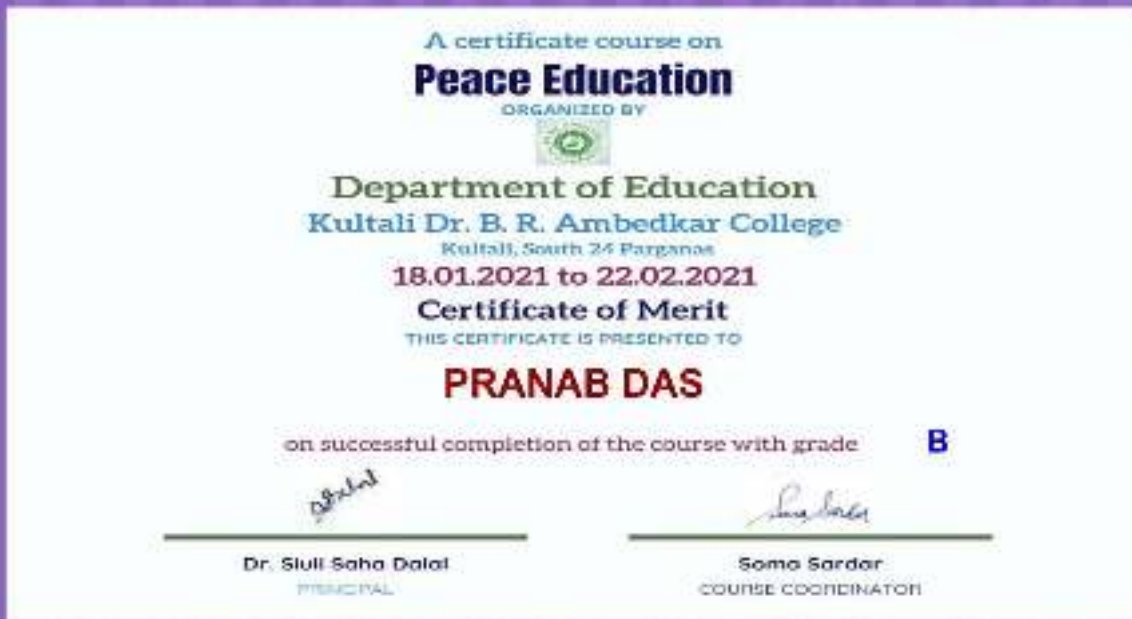 A certificate course on
Peace Education
ORGANIZED BY
Department of Education
Kultali Dr. B. R. Ambedkar College
Kultali, South 24 Parganas
18.01.2021 to 22.02.2021
Certificate of Merit
THIS CERTIFICATE IS PRESENTED TO
PRANAB DAS
on successful completion of the course with grade B
Soma Sardar
Dr. Siuli Saha Dalal Soma Sardar
PRINCIPAL COURSE COORDINATOR